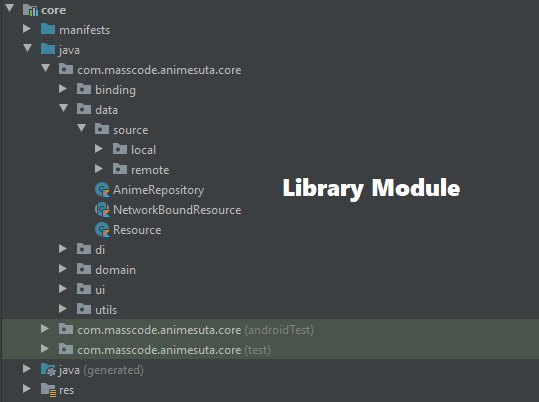 core
manifests
java
com.masscode.animesuta.core
binding
data
source
local
remote
AnimeRepository
Library Module
NetworkBoundResource
Resource
di
domain
ui
utils
com.masscode.animesuta.core (androidTest)
com.masscode.animesuta.core (test)
java (generated)
res